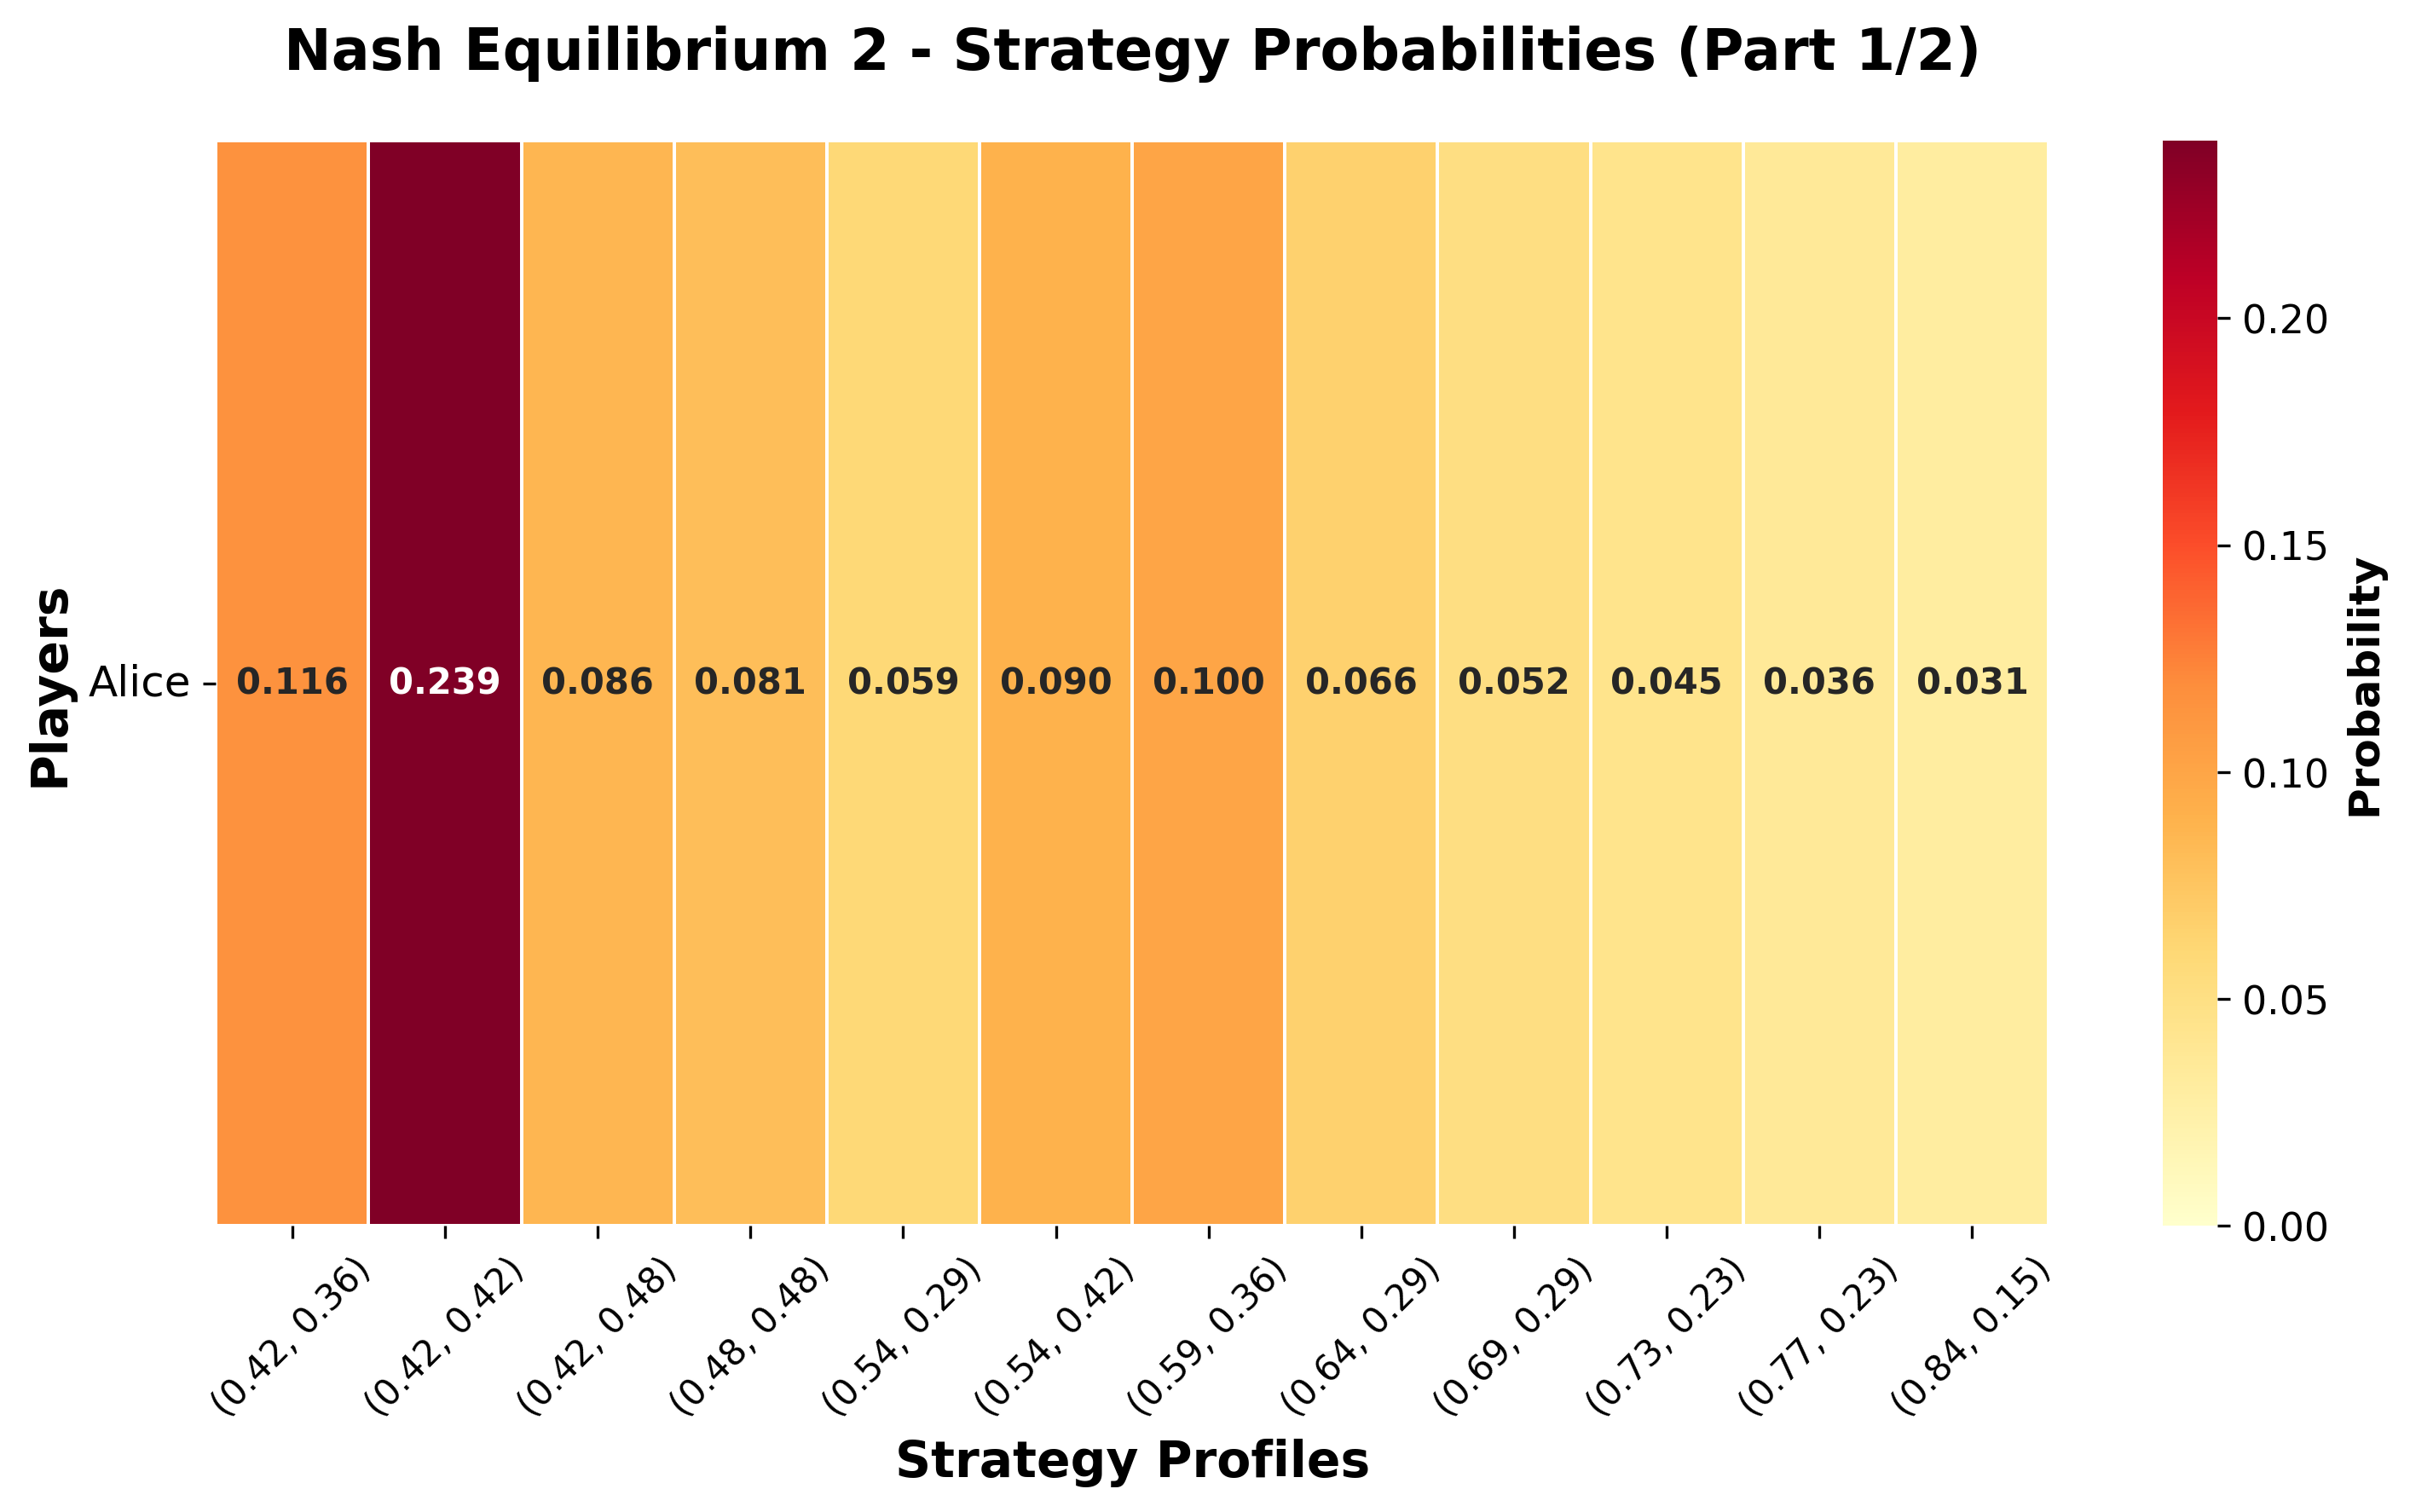 Nash Equilibrium 2 - Strategy Probabilities (Part 1/2)
Players
Alice
0.116 0.239 0.086 0.081 0.059 0.090 0.100 0.066 0.052 0.045 0.036 0.031
(0.42, 0.36) (0.42, 0.42) (0.42, 0.48) (0.48, 0.48) (0.54, 0.29) (0.54, 0.42) (0.59, 0.36) (0.64, 0.29) (0.69, 0.29) (0.73, 0.23) (0.77, 0.23) (0.84, 0.15)
Strategy Profiles
0.20
0.15
0.10
0.05
0.00
Probability